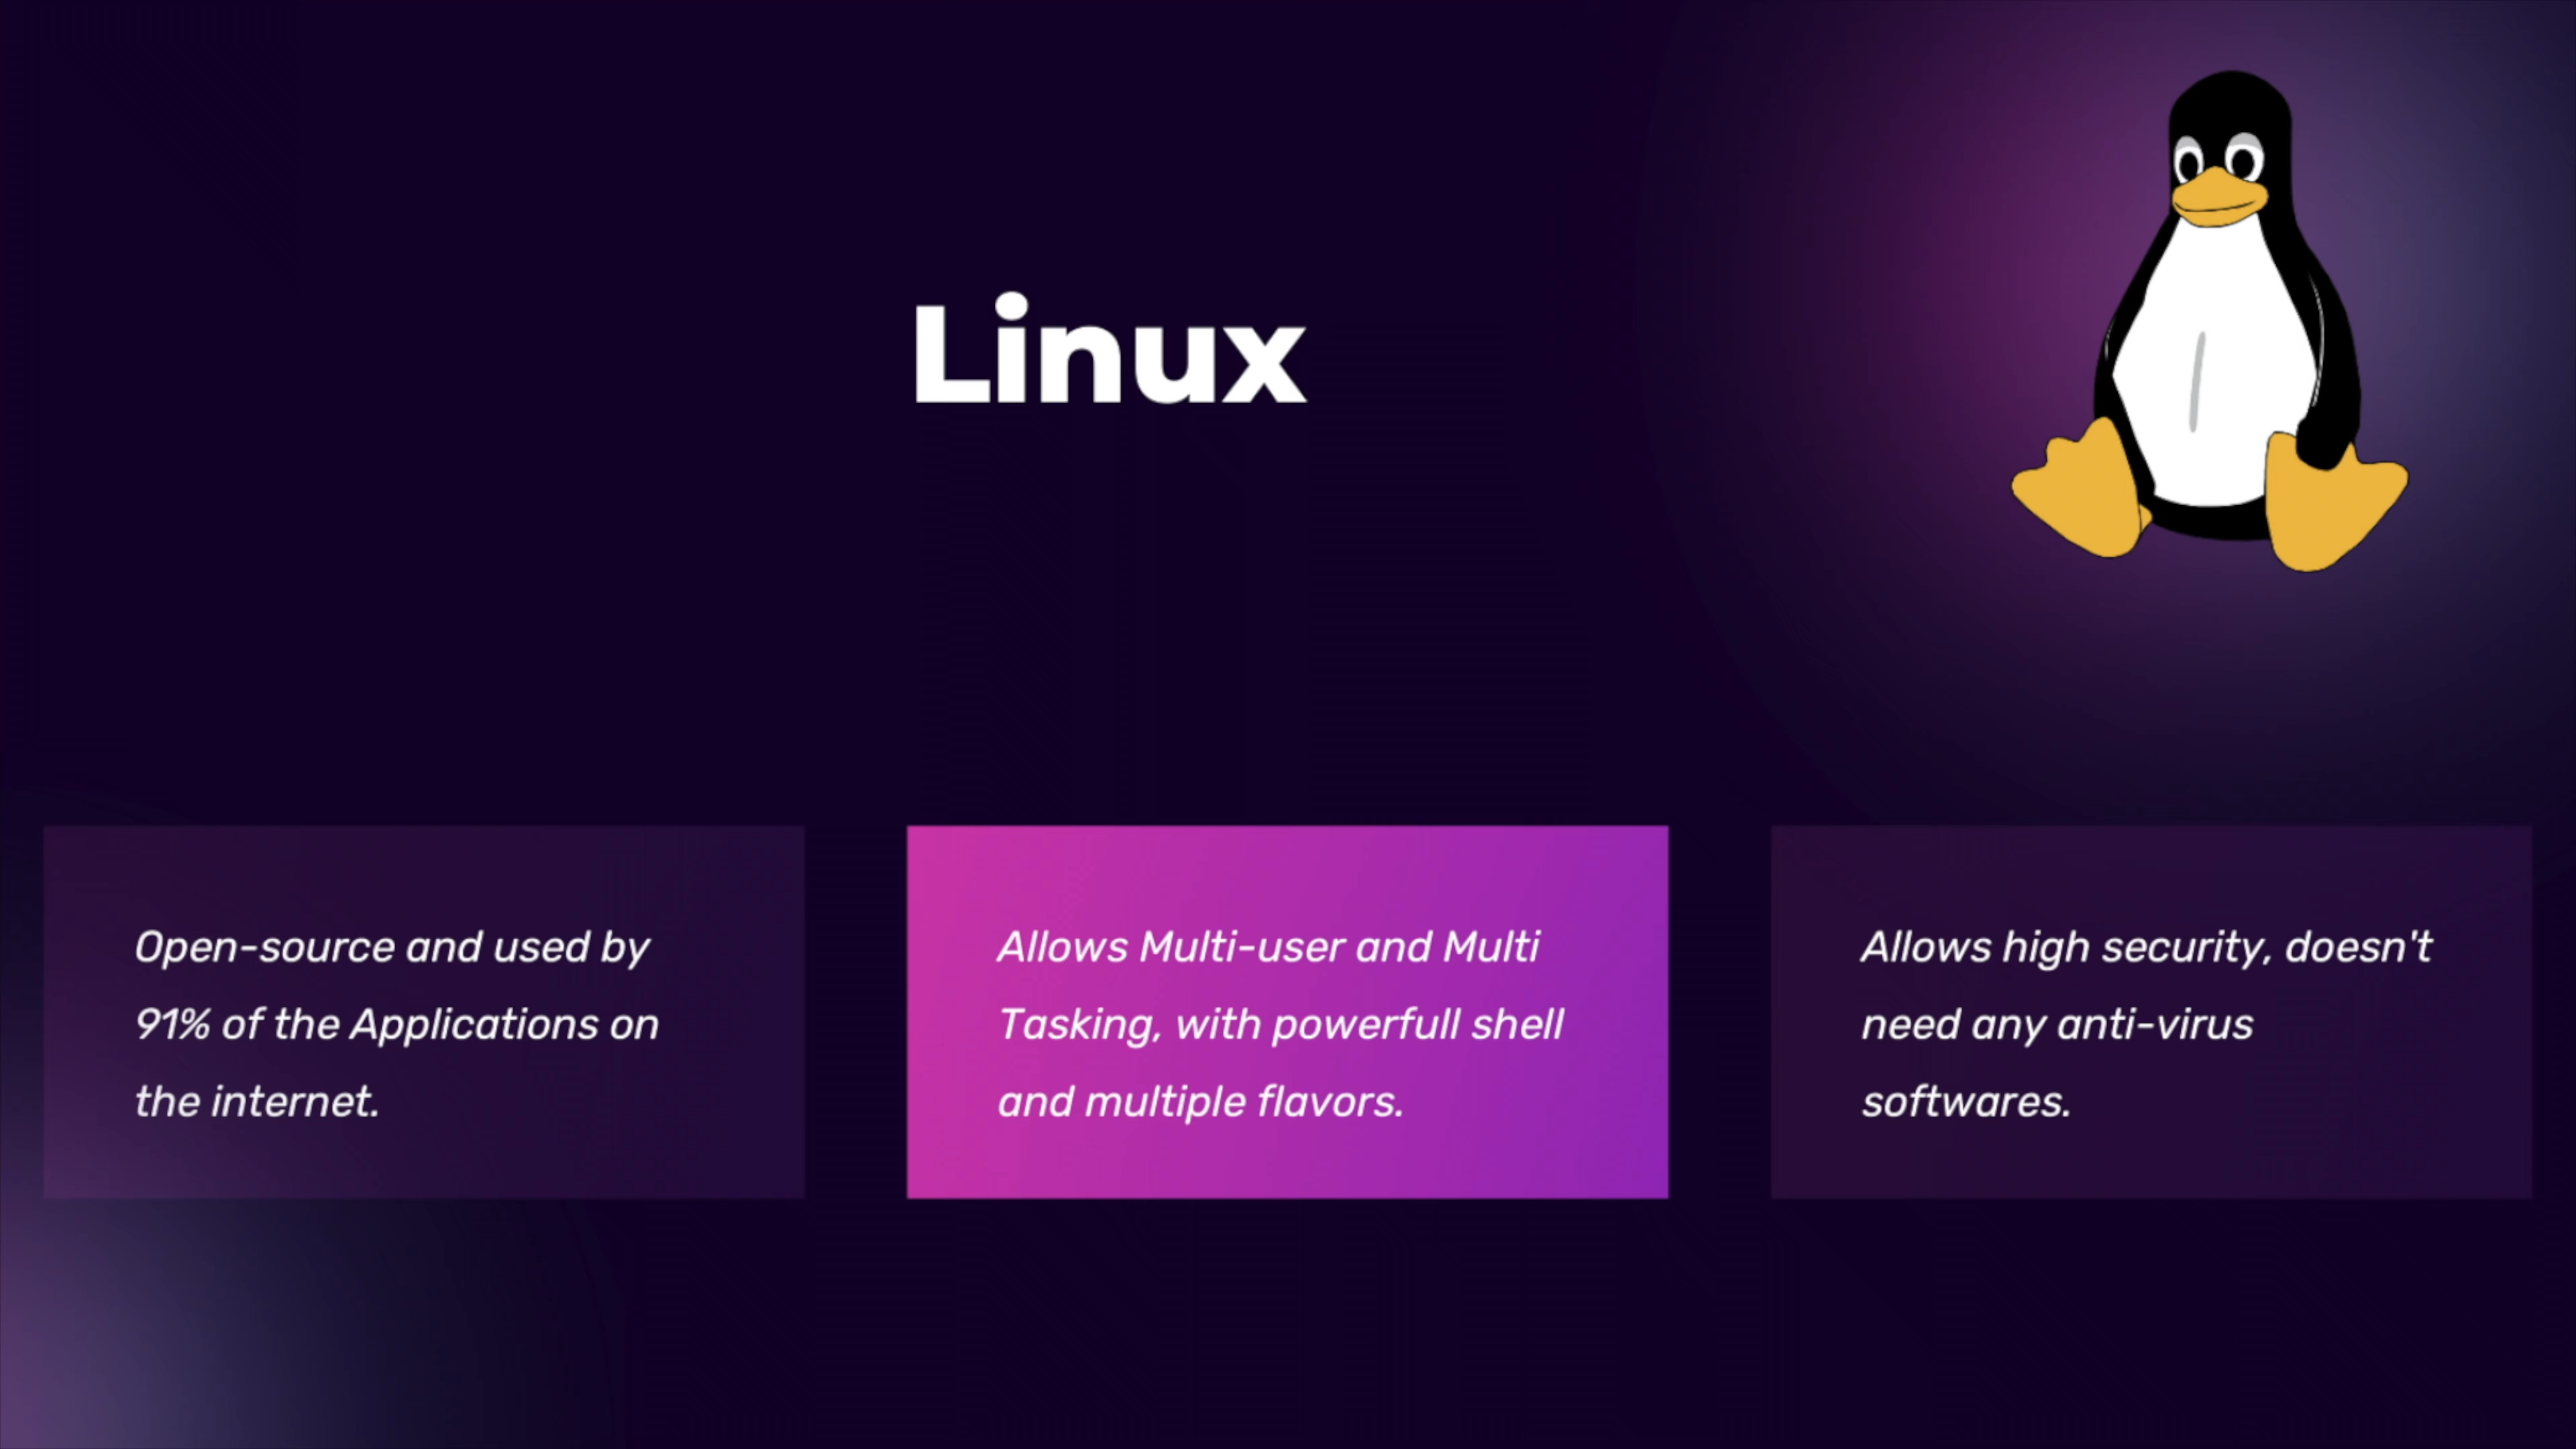 Linux
Open-source and used by
91% of the Applications on
the internet.
Allows Multi-user and Multi
Tasking, with powerfull shell
and multiple flavors.
Allows high security, doesn't
need any anti-virus
softwares.